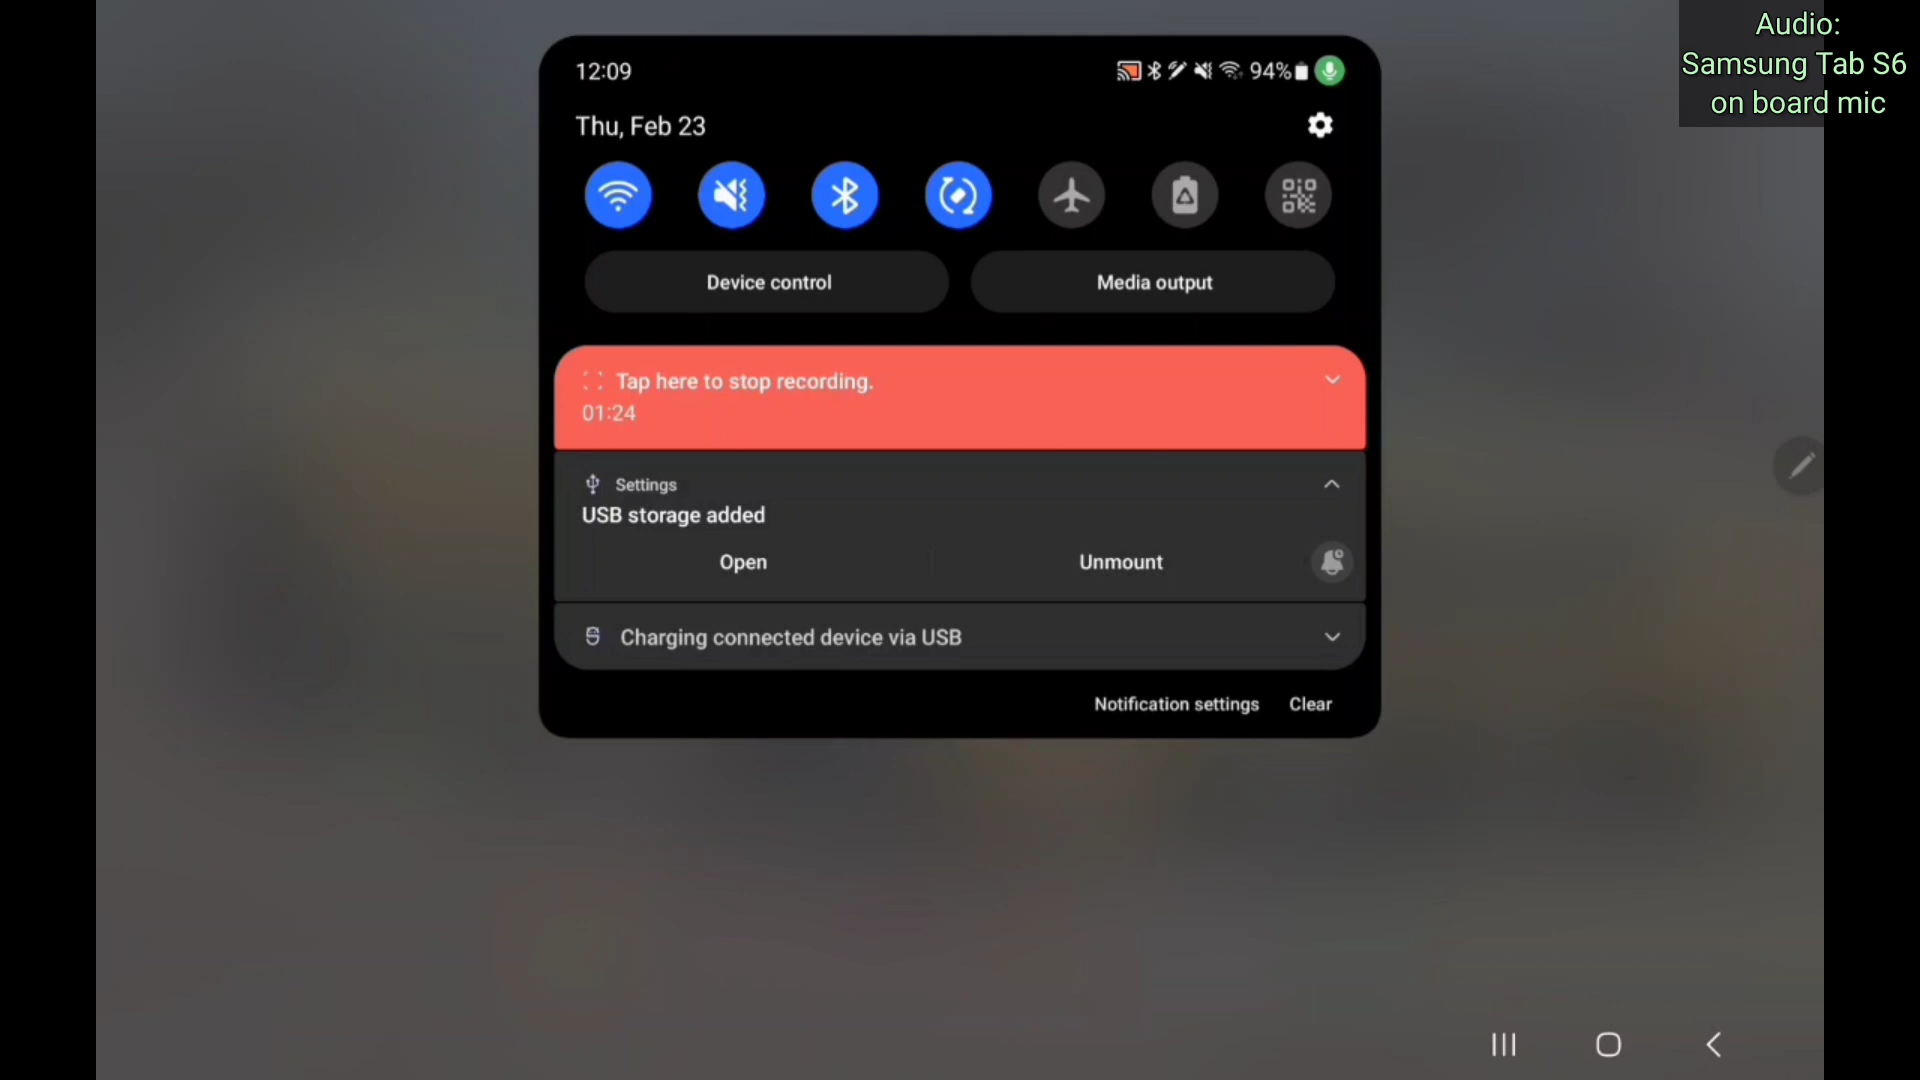 Audio:
Samsung Tab S6
on board mic
12:09
94%
Thu, Feb 23
Device control
Media output
Tap here to stop recording.
01:24
Settings
USB storage added
Open
Unmount
Charging connected device via USB
Notification settings
Clear